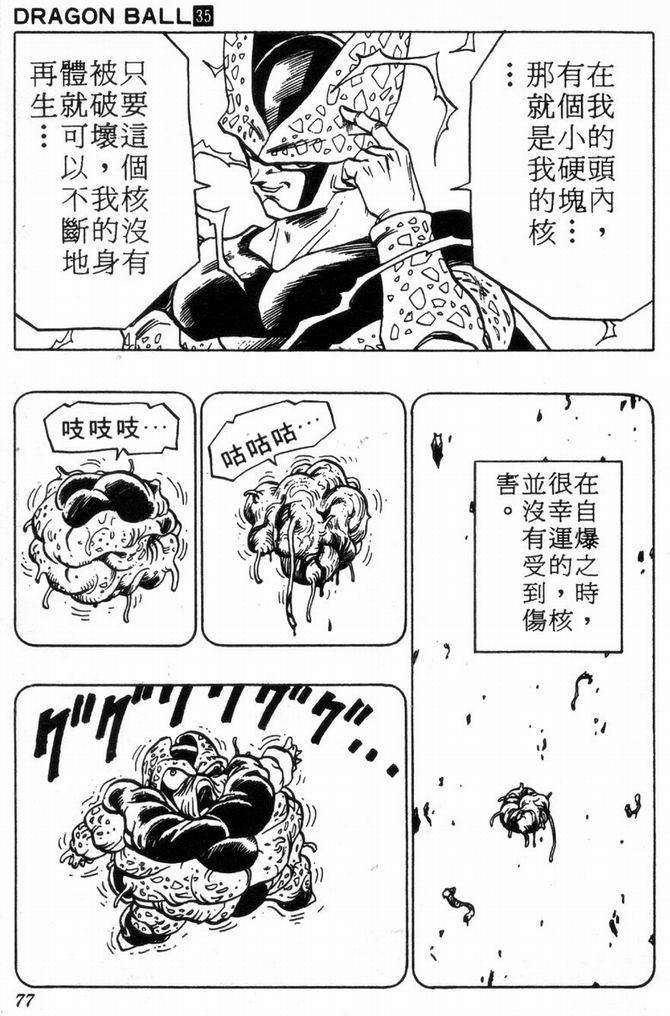 DRAGON BALL 35
在我的頭內，
有個小硬塊…
那就是我的核
…
只要這個核沒有
被破壞，我的身
體就可以不斷地
再生…
在自爆之時，
很幸運的，核
並沒有受到傷
害。
咕咕咕…
吱吱吱…
グググググググ…
77